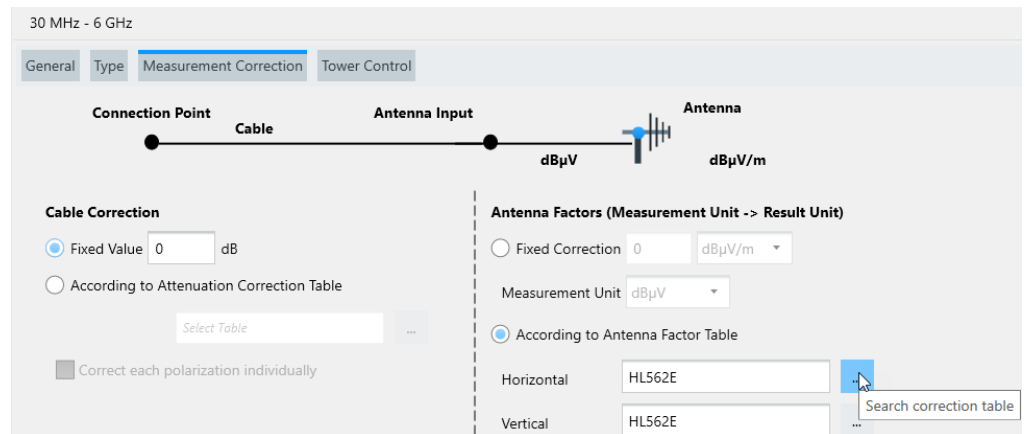 30 MHz - 6 GHz
General Type Measurement Correction Tower Control
Connection Point Cable Antenna Input Antenna
dBµV dBµV/m
Cable Correction
Fixed Value 0 dB
According to Attenuation Correction Table
Select Table ...
Correct each polarization individually
Antenna Factors (Measurement Unit -> Result Unit)
Fixed Correction 0 dBµV/m
Measurement Unit dBµV
According to Antenna Factor Table
Horizontal HL562E ...
Search correction table
Vertical HL562E ...